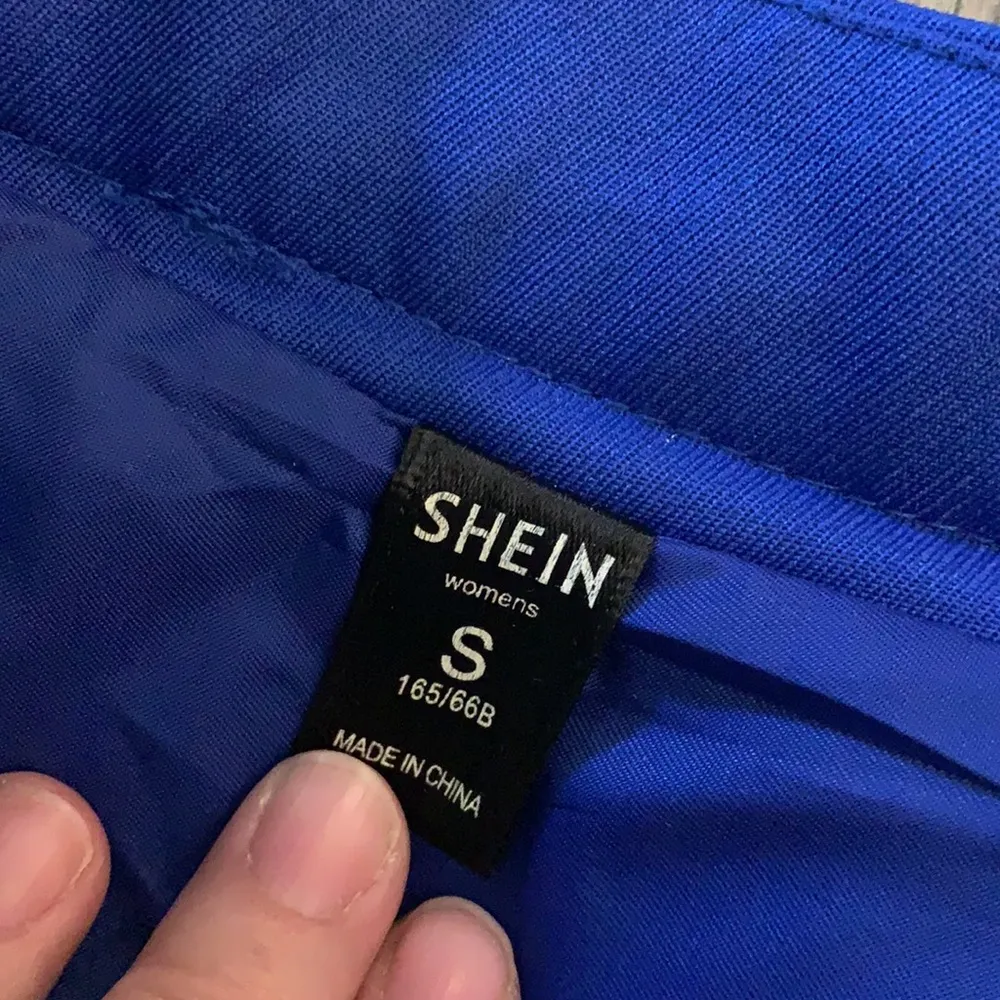 SHEIN
womens
S
165/66B
MADE IN CHINA